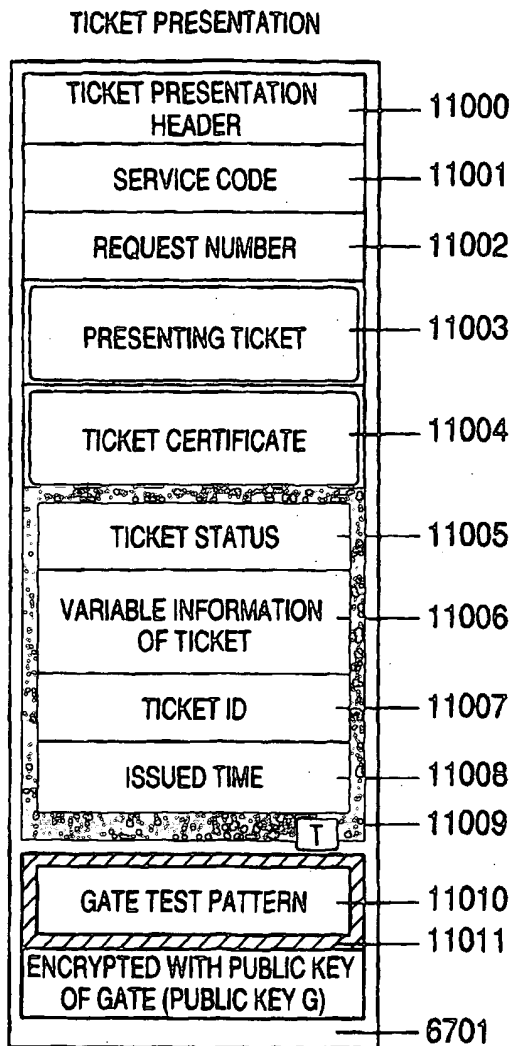 TICKET PRESENTATION
TICKET PRESENTATION
HEADER
11000
SERVICE CODE
11001
REQUEST NUMBER
11002
PRESENTING TICKET
11003
TICKET CERTIFICATE
11004
TICKET STATUS
11005
VARIABLE INFORMATION
OF TICKET
11006
TICKET ID
11007
ISSUED TIME
11008
11009
T
GATE TEST PATTERN
11010
11011
ENCRYPTED WITH PUBLIC KEY
OF GATE (PUBLIC KEY G)
6701